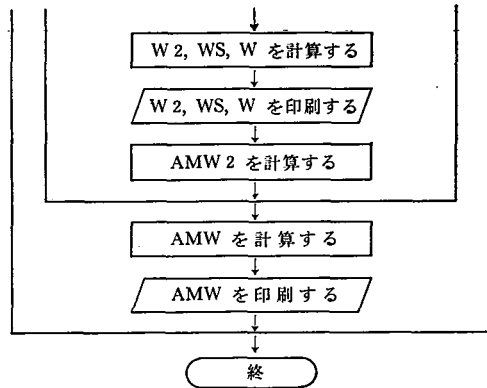 W 2, WS, W を計算する
W 2, WS, W を印刷する
AMW 2 を計算する
AMW を計算する
AMW を印刷する
終